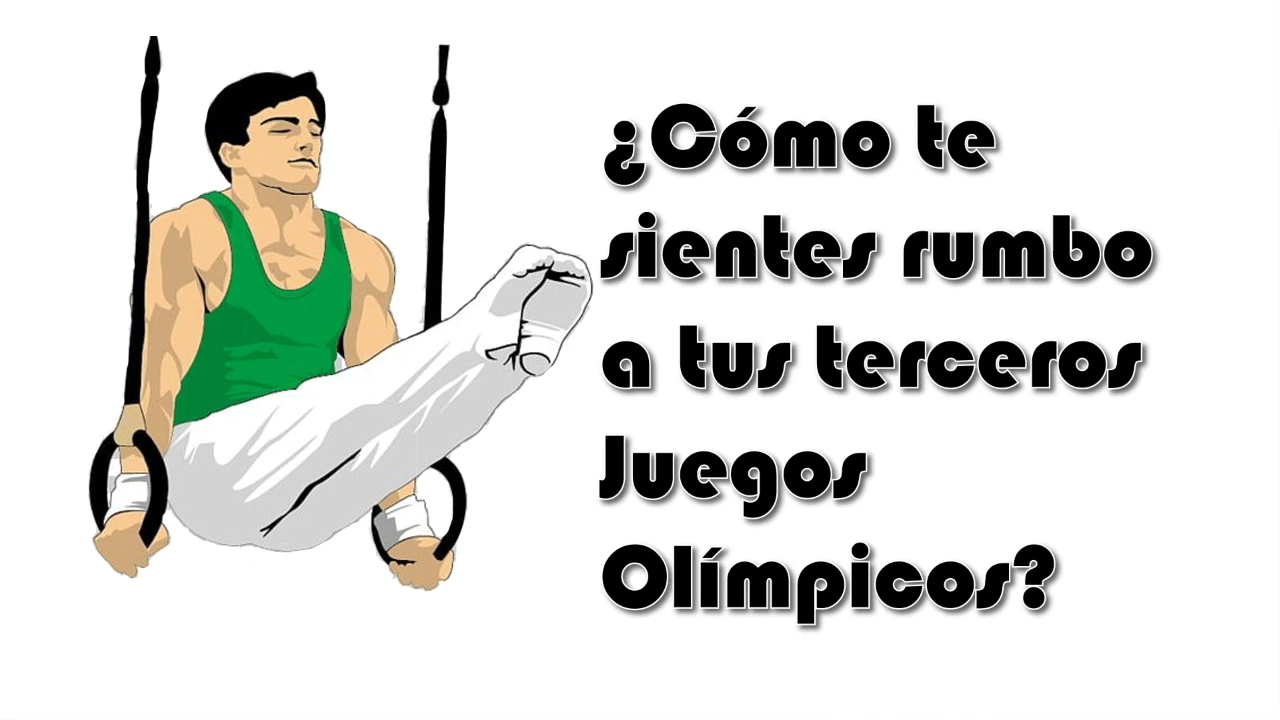 ¿Cómo te
sientes rumbo
a tus terceros
Juegos
Olímpicos?